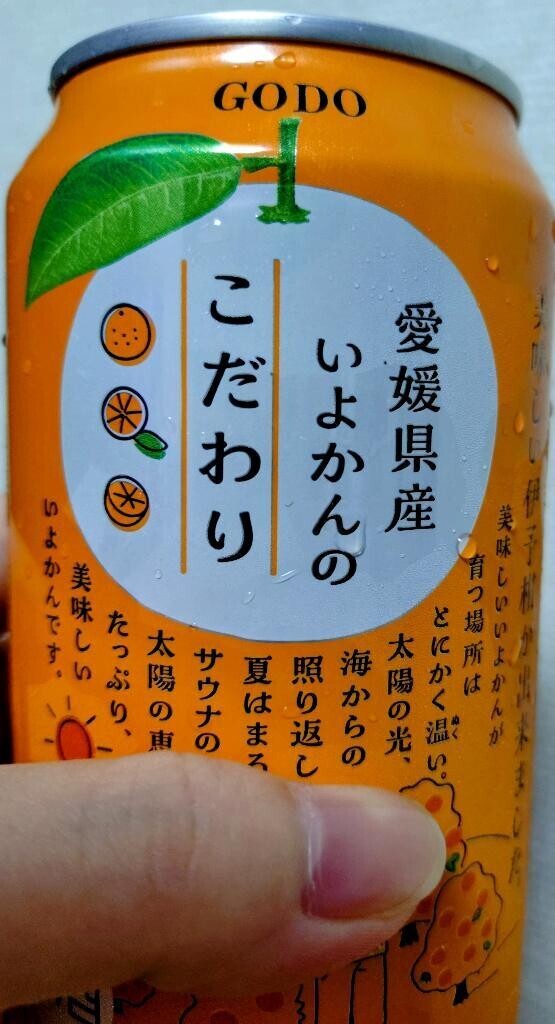 GODO
愛媛県産
いよかんの
こだわり
美味しい伊予柑が出来ました
美味しいいよかんが
育つ場所は
とにかく温い。
ぬく
太陽の光、
海からの
照り返し
夏はまる
サウナの
太陽の恵
たっぷり、
美味しい
いよかんです。